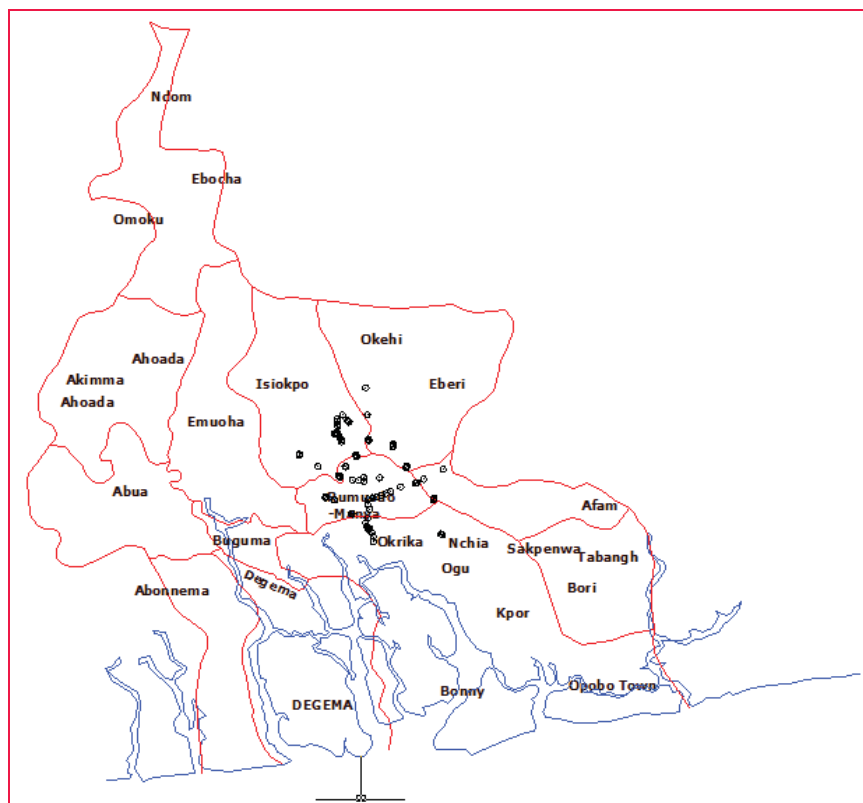 Ndom
Ebocha
Omoku
Okehi
Ahoada
Akimma
Isiokpo
Eberi
Ahoada
Emuoha
Abua
-Manya
Afam
Buguma
Okrika
Nchia
Sakpenwa
Tabangh
Ogu
Degema
Abonnema
Bori
Kpor
Bonny
Opobo Town
DEGEMA